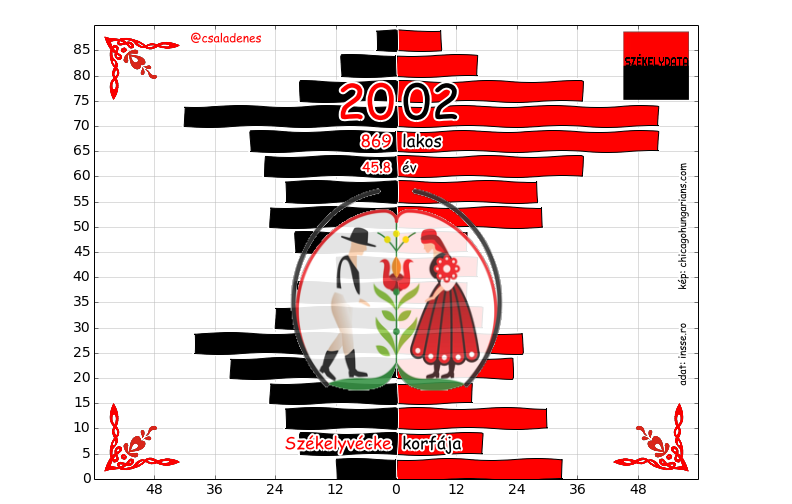 @csaladenes
SZÉKELYDATA
2002
869 lakos
45.8 év
kép: chicagohungarians.com
adat: insse.ro
Székelyvécke korfája
85
80
75
70
65
60
55
50
45
40
35
30
25
20
15
10
5
0
48 36 24 12 0 12 24 36 48